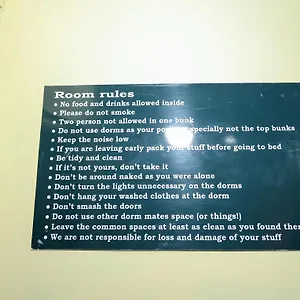 Room rules
• No food and drinks allowed inside
• Please do not smoke
• Two person not allowed in one bunk
• Do not use dorms as your specially not the top bunks
• Keep the noise low
• If you are leaving early pack your stuff before going to bed
• Be tidy and clean
• If it's not yours, don't take it
• Don't be around naked as you were alone
• Don't turn the lights unnecessary on the dorms
• Don't hang your washed clothes at the dorm
• Don't smash the doors
• Do not use other dorm mates space (or things!)
• Leave the common spaces at least as clean as you found them
• We are not responsible for loss and damage of your stuff